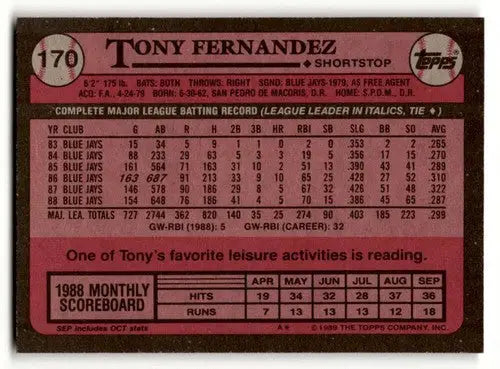 170
TONY FERNANDEZ
◆ SHORTSTOP
Topps
6'2" 175 lb. BATS: BOTH THROWS: RIGHT SGND: BLUE JAYS-1979, AS FREE AGENT
ACQ: F.A., 4-24-79 BORN: 6-30-62, SAN PEDRO DE MACORIS, D.R. HOME: S.P.D.M., D.R.
COMPLETE MAJOR LEAGUE BATTING RECORD (LEAGUE LEADER IN ITALICS, TIE ◆)
YR CLUB G AB R H 2B 3B HR RBI SB SLG BB SO AVG
83 BLUE JAYS 15 34 5 9 1 1 0 2 0 .353 2 2 .265
84 BLUE JAYS 88 233 29 63 5 3 3 19 5 .356 17 15 .270
85 BLUE JAYS 161 564 71 163 31 10 2 51 13 .390 43 41 .289
86 BLUE JAYS 163 687 91 213 33 9 10 65 25 .428 27 52 .310
87 BLUE JAYS 146 578 90 186 29 8 5 67 32 .426 51 48 .322
88 BLUE JAYS 154 648 76 186 41 4 5 70 15 .386 45 65 .287
MAJ. LEA. TOTALS 727 2744 362 820 140 35 25 274 90 .403 185 223 .299
GW-RBI (1988): 5 GW-RBI (CAREER): 32
One of Tony's favorite leisure activities is reading.
1988 MONTHLY SCOREBOARD
APR MAY JUN JUL AUG SEP
HITS 19 34 32 28 37 36
RUNS 7 13 13 12 13 18
SEP includes OCT stats
A* ©1989 THE TOPPS COMPANY, INC.